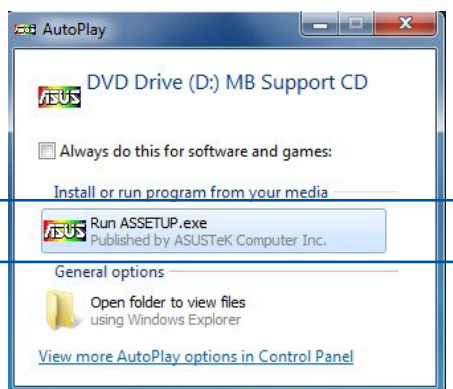 AutoPlay
DVD Drive (D:) MB Support CD
Always do this for software and games:
Install or run program from your media
ASUS Run ASSETUP.exe
Published by ASUSTeK Computer Inc.
General options
Open folder to view files
using Windows Explorer
View more AutoPlay options in Control Panel